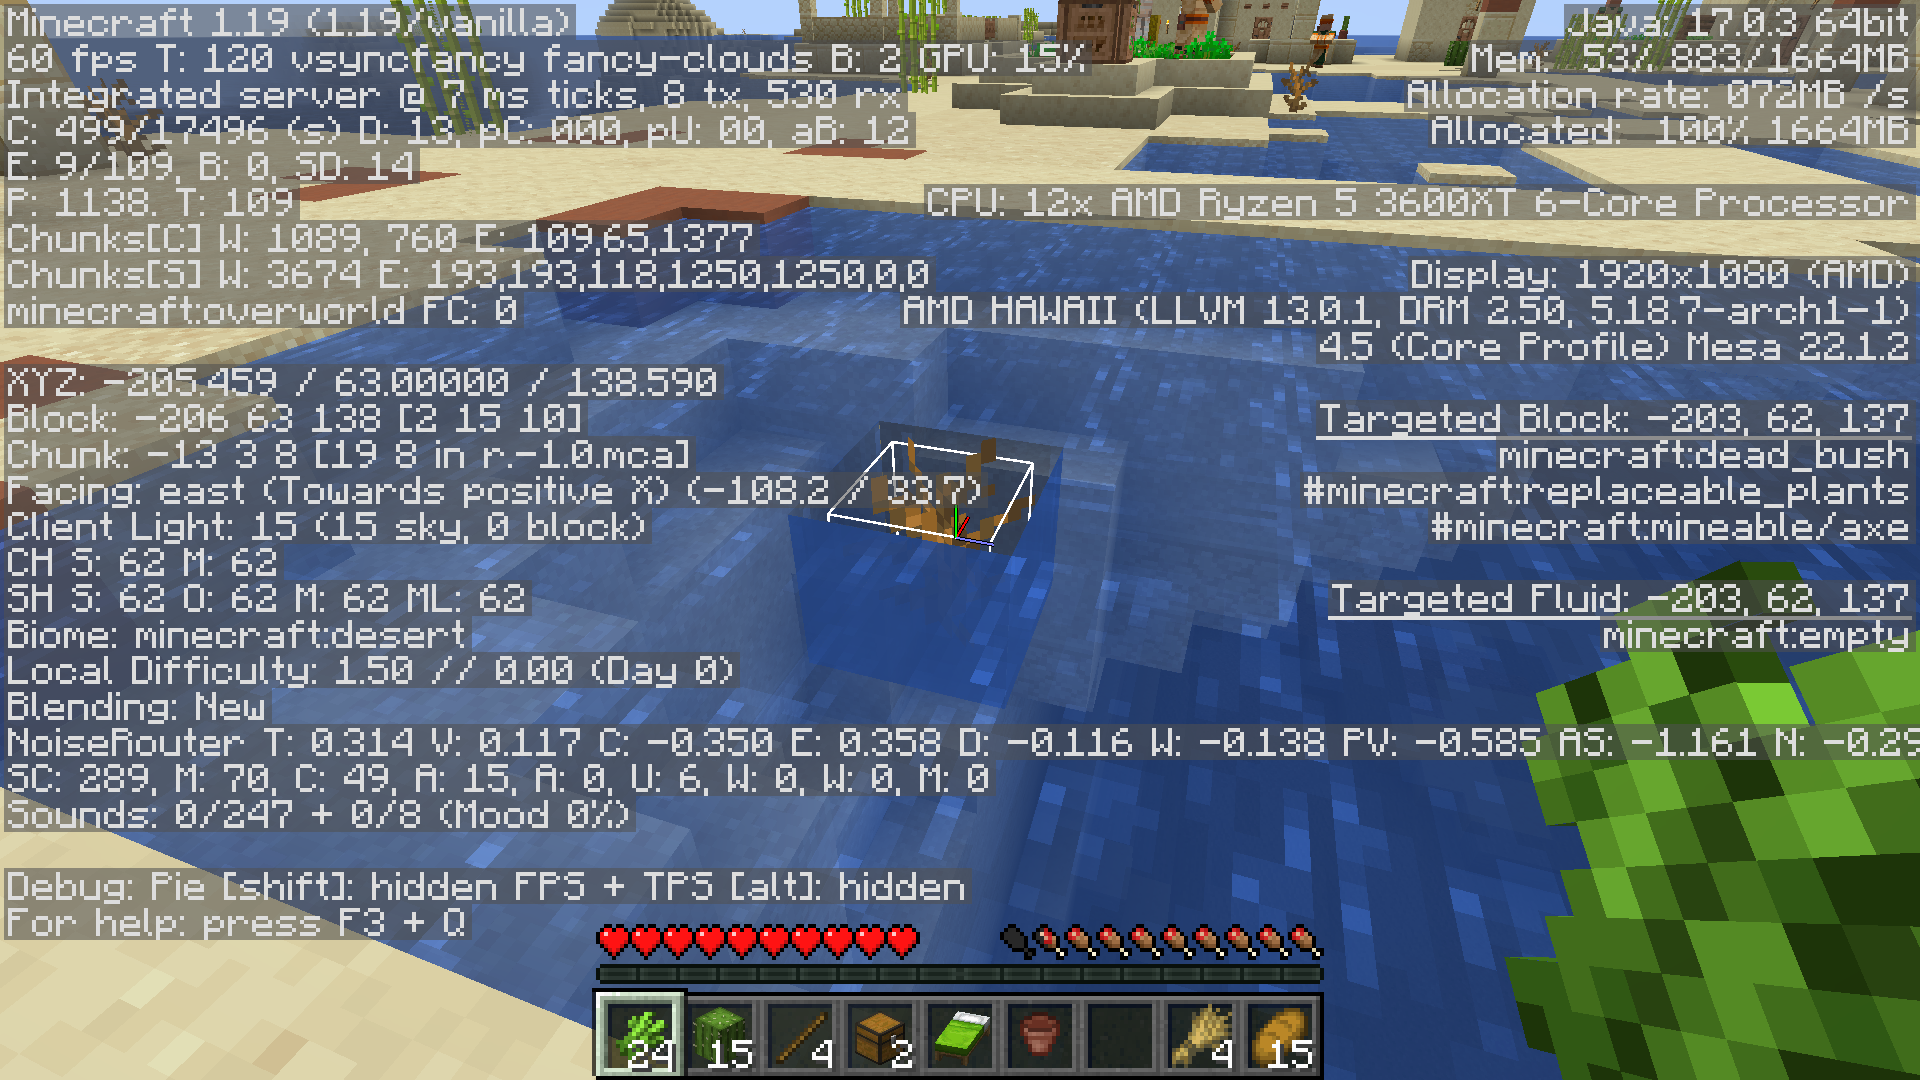 Minecraft 1.19 (1.19/vanilla)
60 fps T: 120 vsyncfancy fancy-clouds B: 2 GPU: 15%
Integrated server @ 7 ms ticks, 8 tx, 530 rx
C: 499/17496 (s) D: 13, pC: 000, pU: 00, aB: 12
E: 9/109, B: 0, SD: 14
P: 1138. T: 109
Chunks[C] W: 1089, 760 E: 109,65,1377
Chunks[S] W: 3674 E: 193,193,118,1250,1250,0,0
minecraft:overworld FC: 0
XYZ: -205.459 / 63.00000 / 138.590
Block: -206 63 138 [2 15 10]
Chunk: -13 3 8 [19 8 in r.-1.0.mca]
Facing: east (Towards positive X) (-108.2 / 33.7)
Client Light: 15 (15 sky, 0 block)
CH S: 62 M: 62
SH S: 62 O: 62 M: 62 ML: 62
Biome: minecraft:desert
Local Difficulty: 1.50 // 0.00 (Day 0)
Blending: New
NoiseRouter T: 0.314 V: 0.117 C: -0.350 E: 0.358 D: -0.116 W: -0.138 PV: -0.585 AS: -1.161 N: -0.29
SC: 289, M: 70, C: 49, A: 15, A: 0, U: 6, W: 0, W: 0, M: 0
Sounds: 0/247 + 0/8 (Mood 0%)
Debug: Pie [shift]: hidden FPS + TPS [alt]: hidden
For help: press F3 + Q
Java: 17.0.3 64bit
Mem: 53% 883/1664MB
Allocation rate: 072MB /s
Allocated: 100% 1664MB
CPU: 12x AMD Ryzen 5 3600XT 6-Core Processor
Display: 1920x1080 (AMD)
AMD HAWAII (LLVM 13.0.1, DRM 2.50, 5.18.7-arch1-1)
4.5 (Core Profile) Mesa 22.1.2
Targeted Block: -203, 62, 137
minecraft:dead_bush
#minecraft:replaceable_plants
#minecraft:mineable/axe
Targeted Fluid: -203, 62, 137
minecraft:empty
24 15 4 2 4 15